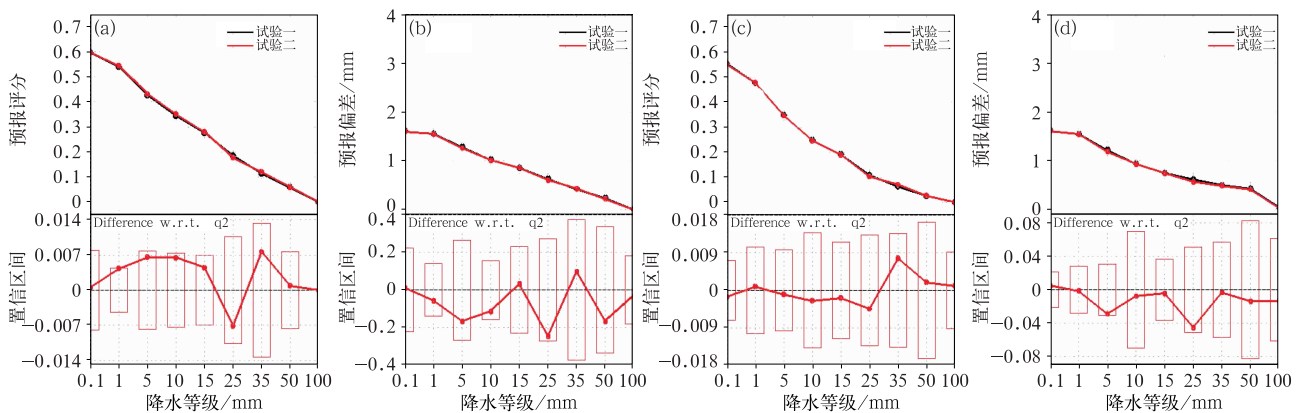 (a)
试验一
试验二
预报评分
0.7
0.6
0.5
0.4
0.3
0.2
0.1
0
Difference w.r.t. q2
置信区间
0.014
0.007
0
−0.007
−0.014
0.1 1 5 10 15 25 35 50 100
降水等级/mm
(b)
试验一
试验二
预报偏差/mm
4
3
2
1
0
Difference w.r.t. q2
置信区间
0.4
0.2
0
−0.2
−0.4
0.1 1 5 10 15 25 35 50 100
降水等级/mm
(c)
试验一
试验二
预报评分
0.7
0.6
0.5
0.4
0.3
0.2
0.1
0
Difference w.r.t. q2
置信区间
0.018
0.009
0
−0.009
−0.018
0.1 1 5 10 15 25 35 50 100
降水等级/mm
(d)
试验一
试验二
预报偏差/mm
4
3
2
1
0
Difference w.r.t. q2
置信区间
0.08
0.04
0
−0.04
−0.08
0.1 1 5 10 15 25 35 50 100
降水等级/mm